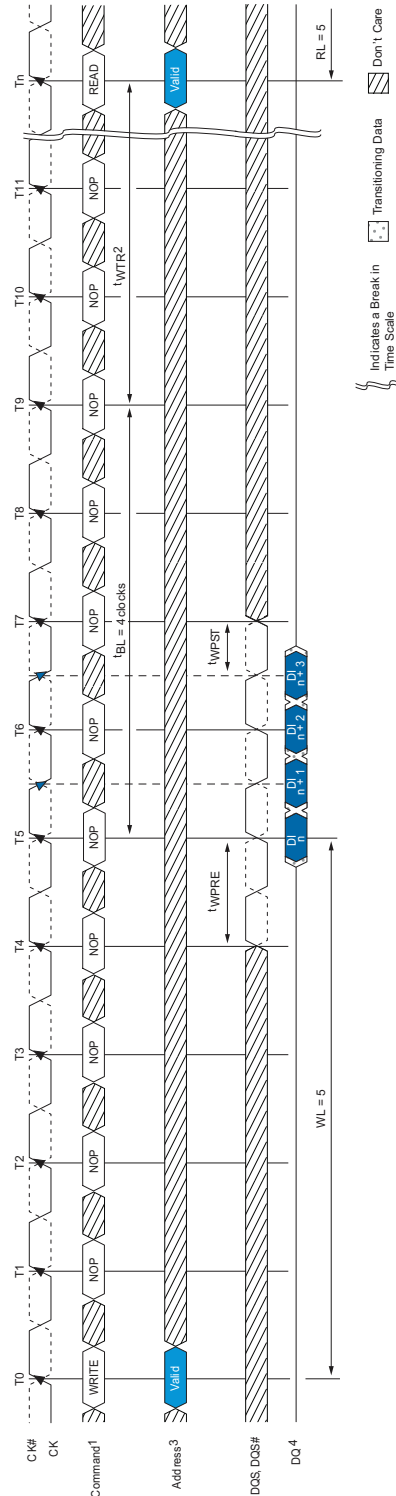 T0 T1 T2 T3 T4 T5 T6 T7 T8 T9 T10 T11 Tn
CK#
CK
Command1 WRITE NOP NOP NOP NOP NOP NOP NOP NOP NOP NOP NOP READ
tBL = 4 clocks tWTR2
Address3 Valid Valid
tWPRE tWPST
DQS, DQS#
DQ 4 DI n DI n + 1 DI n + 2 DI n + 3
WL = 5 RL = 5
Indicates a Break in
Time Scale
Transitioning Data
Don't Care